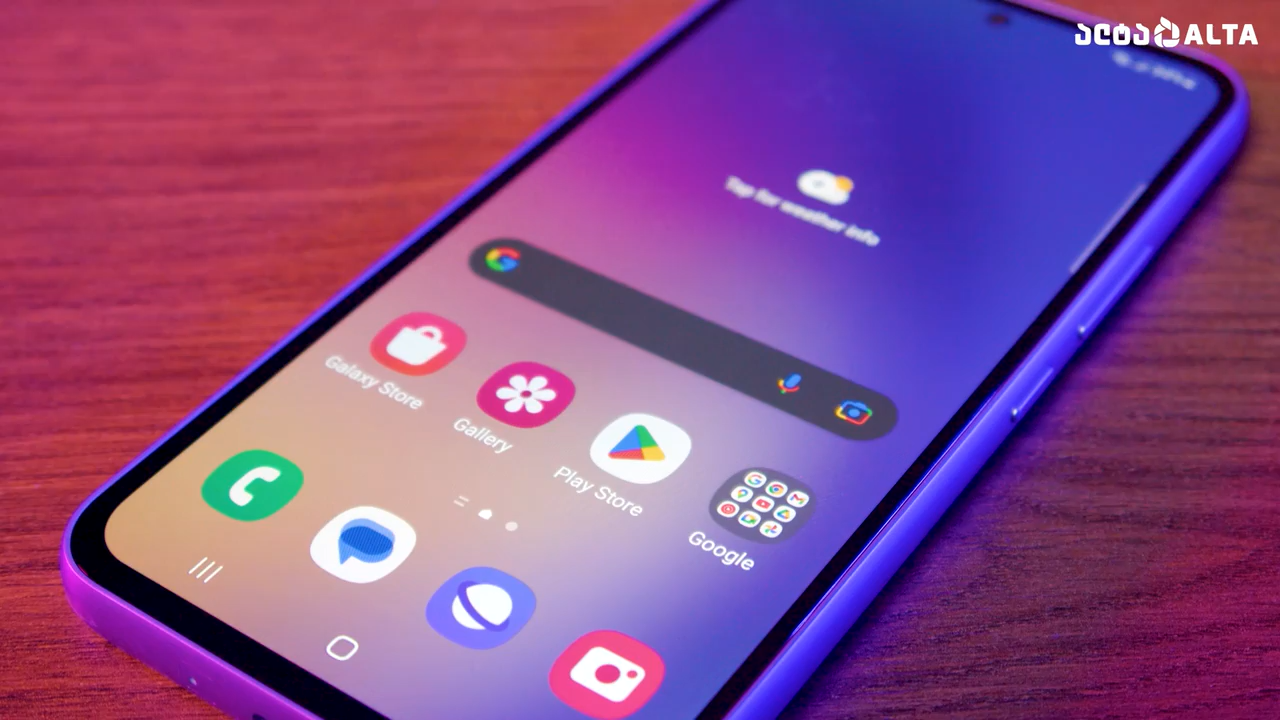 ალტა ALTA
Tap for weather info
Galaxy Store
Gallery
Play Store
Google